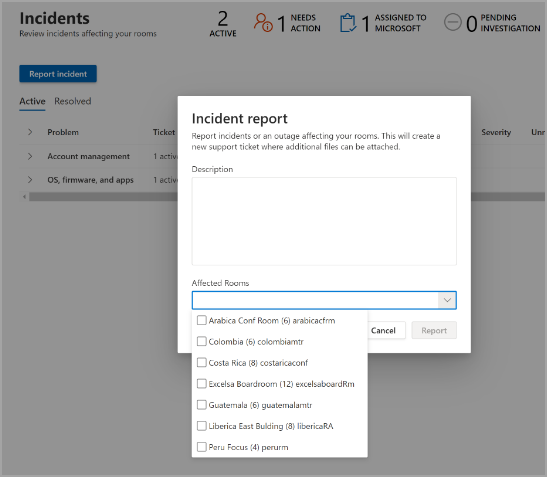 Incidents
Review incidents affecting your rooms
2
ACTIVE
1 NEEDS
ACTION
1 ASSIGNED TO
MICROSOFT
0 PENDING
INVESTIGATION
Report incident
Active Resolved
Problem Ticket Severity
Account management 1 active
OS, firmware, and apps 1 active
Incident report
Report incidents or an outage affecting your rooms. This will create a
new support ticket where additional files can be attached.
Description
Affected Rooms
Arabica Conf Room (6) arabicacfrm
Colombia (6) colombiamtr
Costa Rica (8) costaricaconf
Excelsa Boardroom (12) excelsaboardRm
Guatemala (6) guatemalamtr
Liberica East Bulding (8) libericaRA
Peru Focus (4) perurm
Cancel Report